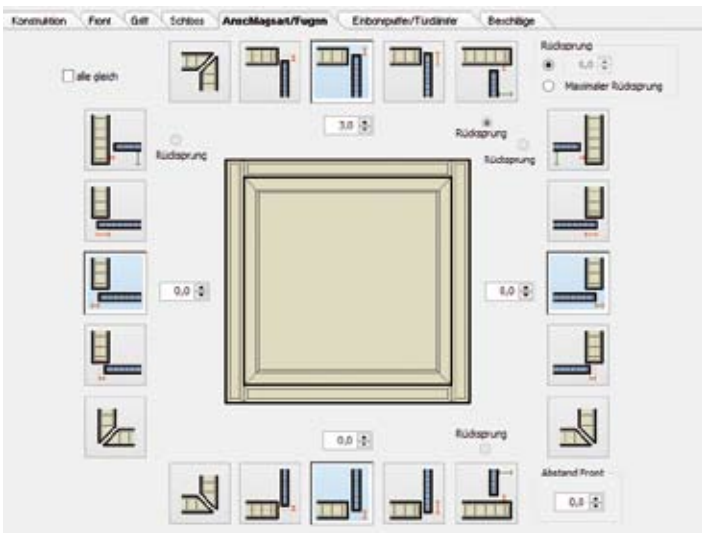 Konstruktion Front Griff Schloss Anschlagsart/Fugen Einbohrpuffer/Türdämfer Beschläge
Rücksprung
alle gleich
0,0
Maximaler Rücksprung
3,0
Rücksprung
Rücksprung
Rücksprung
0,0
0,0
0,0
Rücksprung
Abstand Front
0,0